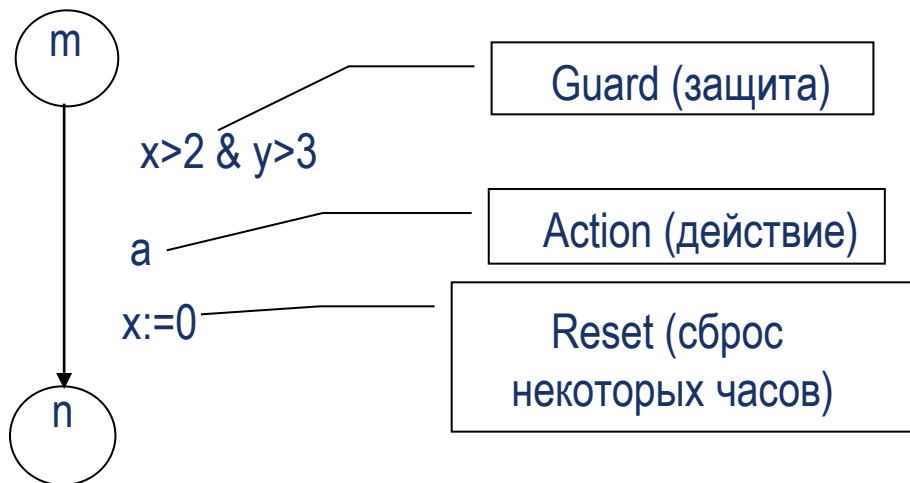 m
Guard (защита)
x>2 & y>3
Action (действие)
a
x:=0
Reset (сброс
некоторых часов)
n